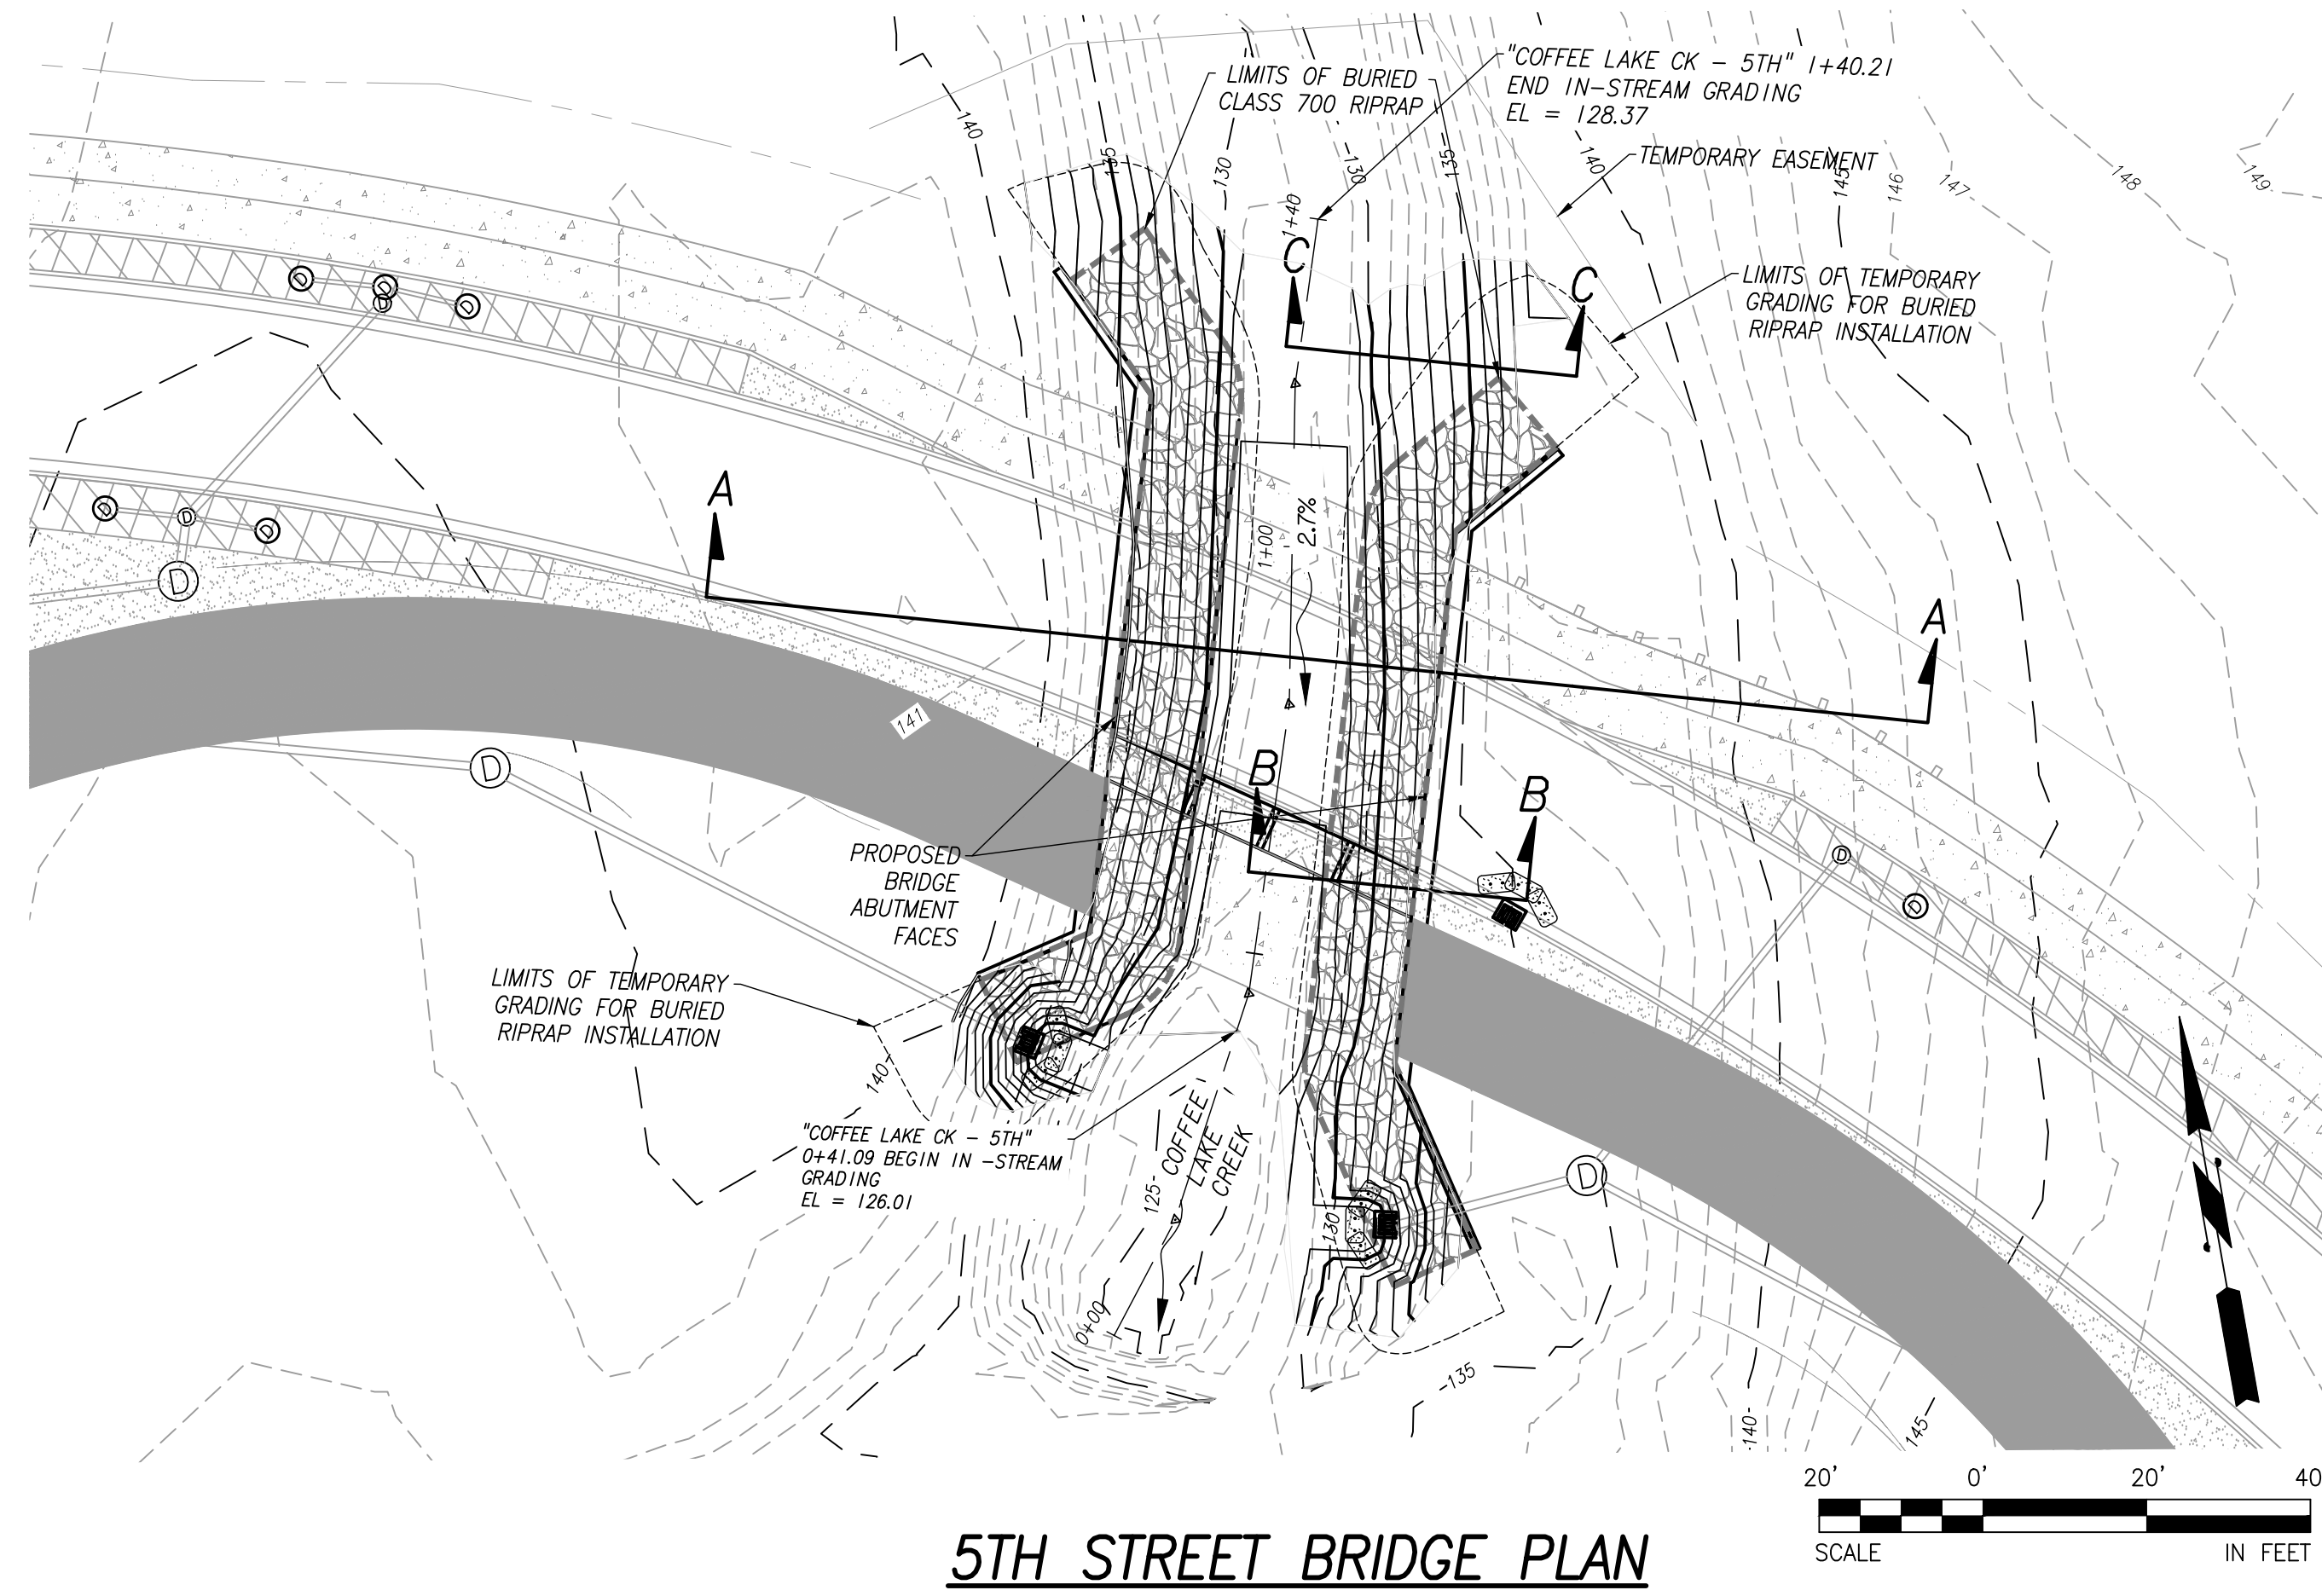 "COFFEE LAKE CK - 5TH" 1+40.21
END IN-STREAM GRADING
EL = 128.37
LIMITS OF BURIED
CLASS 700 RIPRAP
TEMPORARY EASEMENT
LIMITS OF TEMPORARY
GRADING FOR BURIED
RIPRAP INSTALLATION
140
135
130
130
135
140
145
146
147
148
149
1+40
C
C
D
D
D
D
A
A
D
D
D
D
1+00
2.7%
141
D
B
B
D
D
PROPOSED
BRIDGE
ABUTMENT
FACES
LIMITS OF TEMPORARY
GRADING FOR BURIED
RIPRAP INSTALLATION
140
"COFFEE LAKE CK - 5TH"
0+41.09 BEGIN IN -STREAM
GRADING
EL = 126.01
COFFEE
LAKE
CREEK
125
130
D
0+00
135
140
145
20' 0' 20' 40
SCALE IN FEET
5TH STREET BRIDGE PLAN